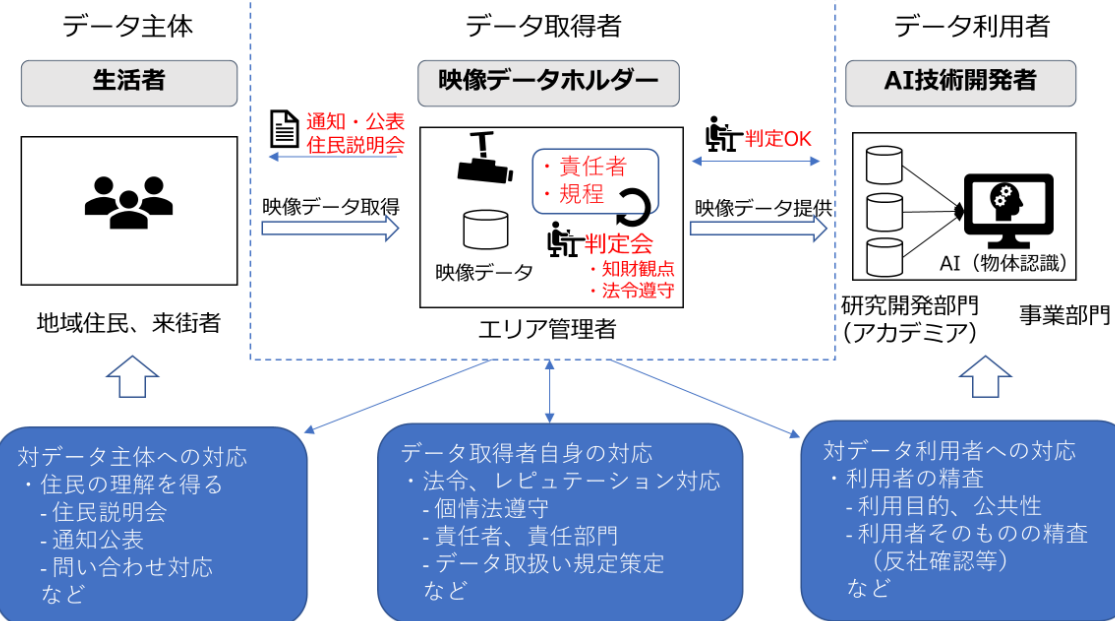 データ主体
データ取得者
データ利用者
生活者
映像データホルダー
AI技術開発者
通知・公表
住民説明会
判定OK
・責任者
・規程
映像データ取得
映像データ提供
映像データ
判定会
・知財観点
・法令遵守
AI（物体認識）
地域住民、来街者
エリア管理者
研究開発部門
（アカデミア）
事業部門
対データ主体への対応
・住民の理解を得る
- 住民説明会
- 通知公表
- 問い合わせ対応
など
データ取得者自身の対応
・法令、レピュテーション対応
- 個情法遵守
- 責任者、責任部門
- データ取扱い規定策定
など
対データ利用者への対応
・利用者の精査
- 利用目的、公共性
- 利用者そのものの精査
（反社確認等）
など